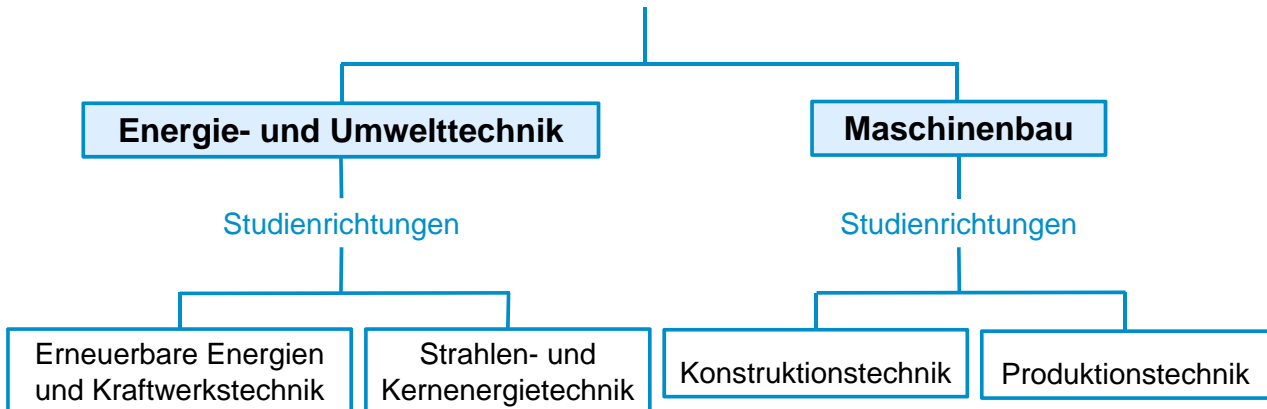 Energie- und Umwelttechnik
Maschinenbau
Studienrichtungen
Studienrichtungen
Erneuerbare Energien
und Kraftwerkstechnik
Strahlen- und
Kernenergietechnik
Konstruktionstechnik
Produktionstechnik